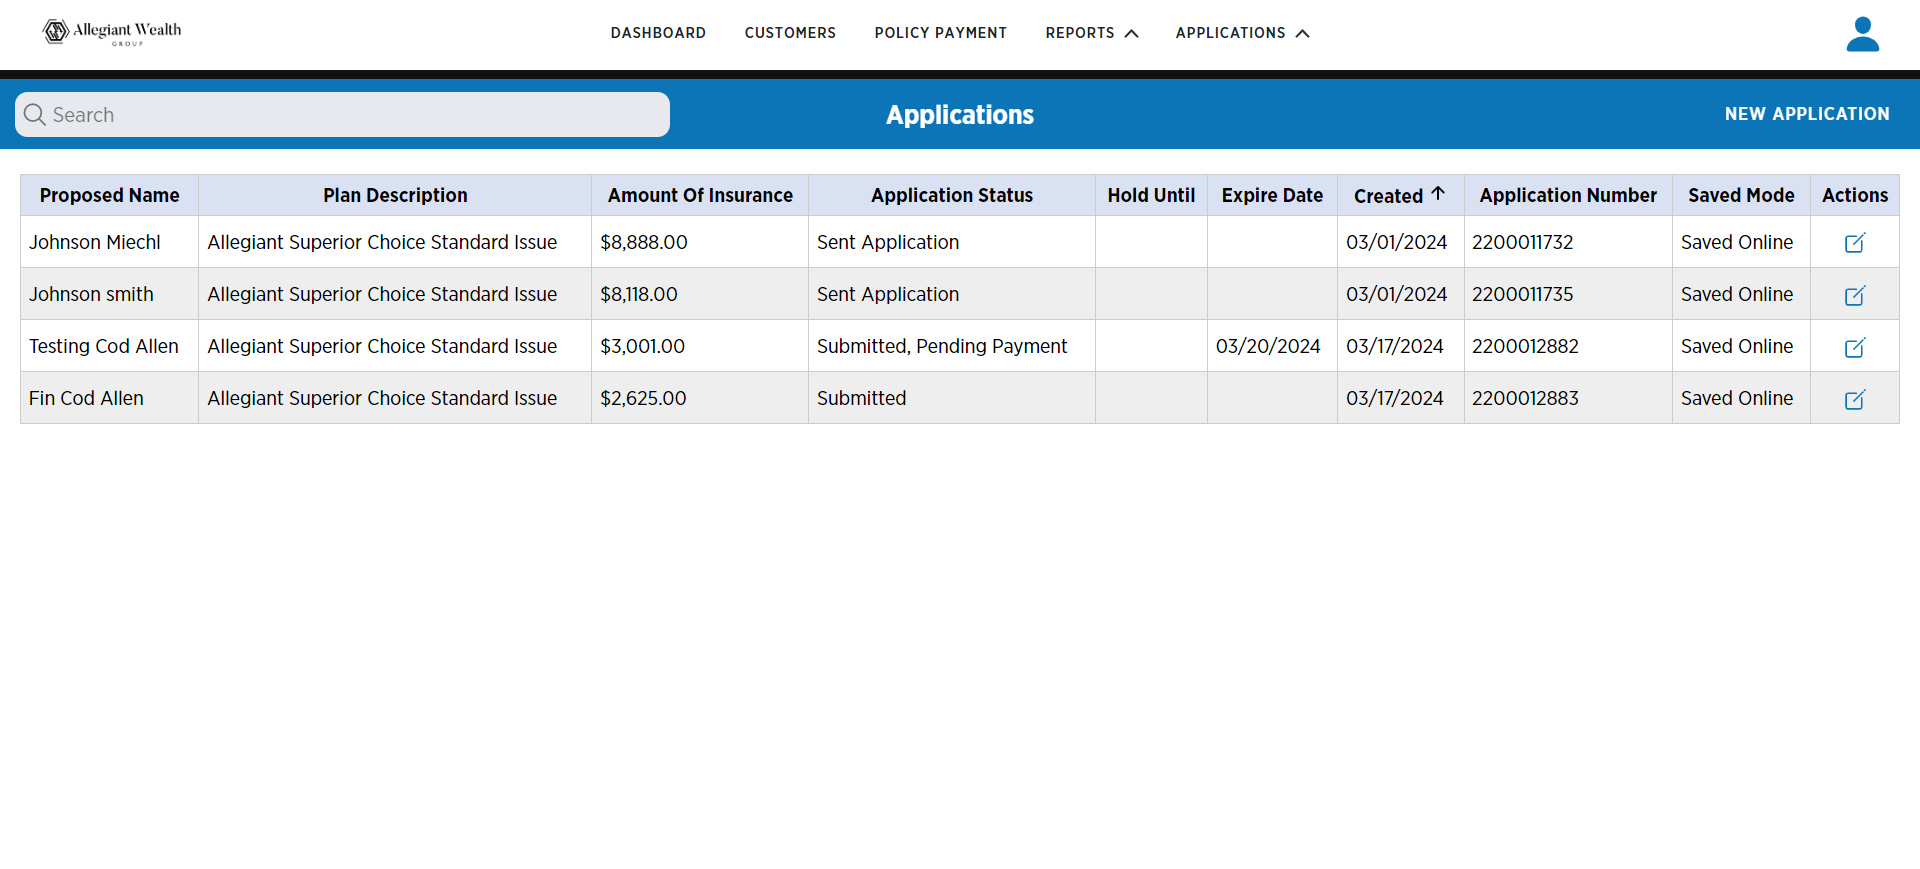 Allegiant Wealth
GROUP
DASHBOARD CUSTOMERS POLICY PAYMENT REPORTS APPLICATIONS
Search
Applications
NEW APPLICATION
Proposed Name Plan Description Amount Of Insurance Application Status Hold Until Expire Date Created Application Number Saved Mode Actions
Johnson Miechl Allegiant Superior Choice Standard Issue $8,888.00 Sent Application 03/01/2024 2200011732 Saved Online
Johnson smith Allegiant Superior Choice Standard Issue $8,118.00 Sent Application 03/01/2024 2200011735 Saved Online
Testing Cod Allen Allegiant Superior Choice Standard Issue $3,001.00 Submitted, Pending Payment 03/20/2024 03/17/2024 2200012882 Saved Online
Fin Cod Allen Allegiant Superior Choice Standard Issue $2,625.00 Submitted 03/17/2024 2200012883 Saved Online